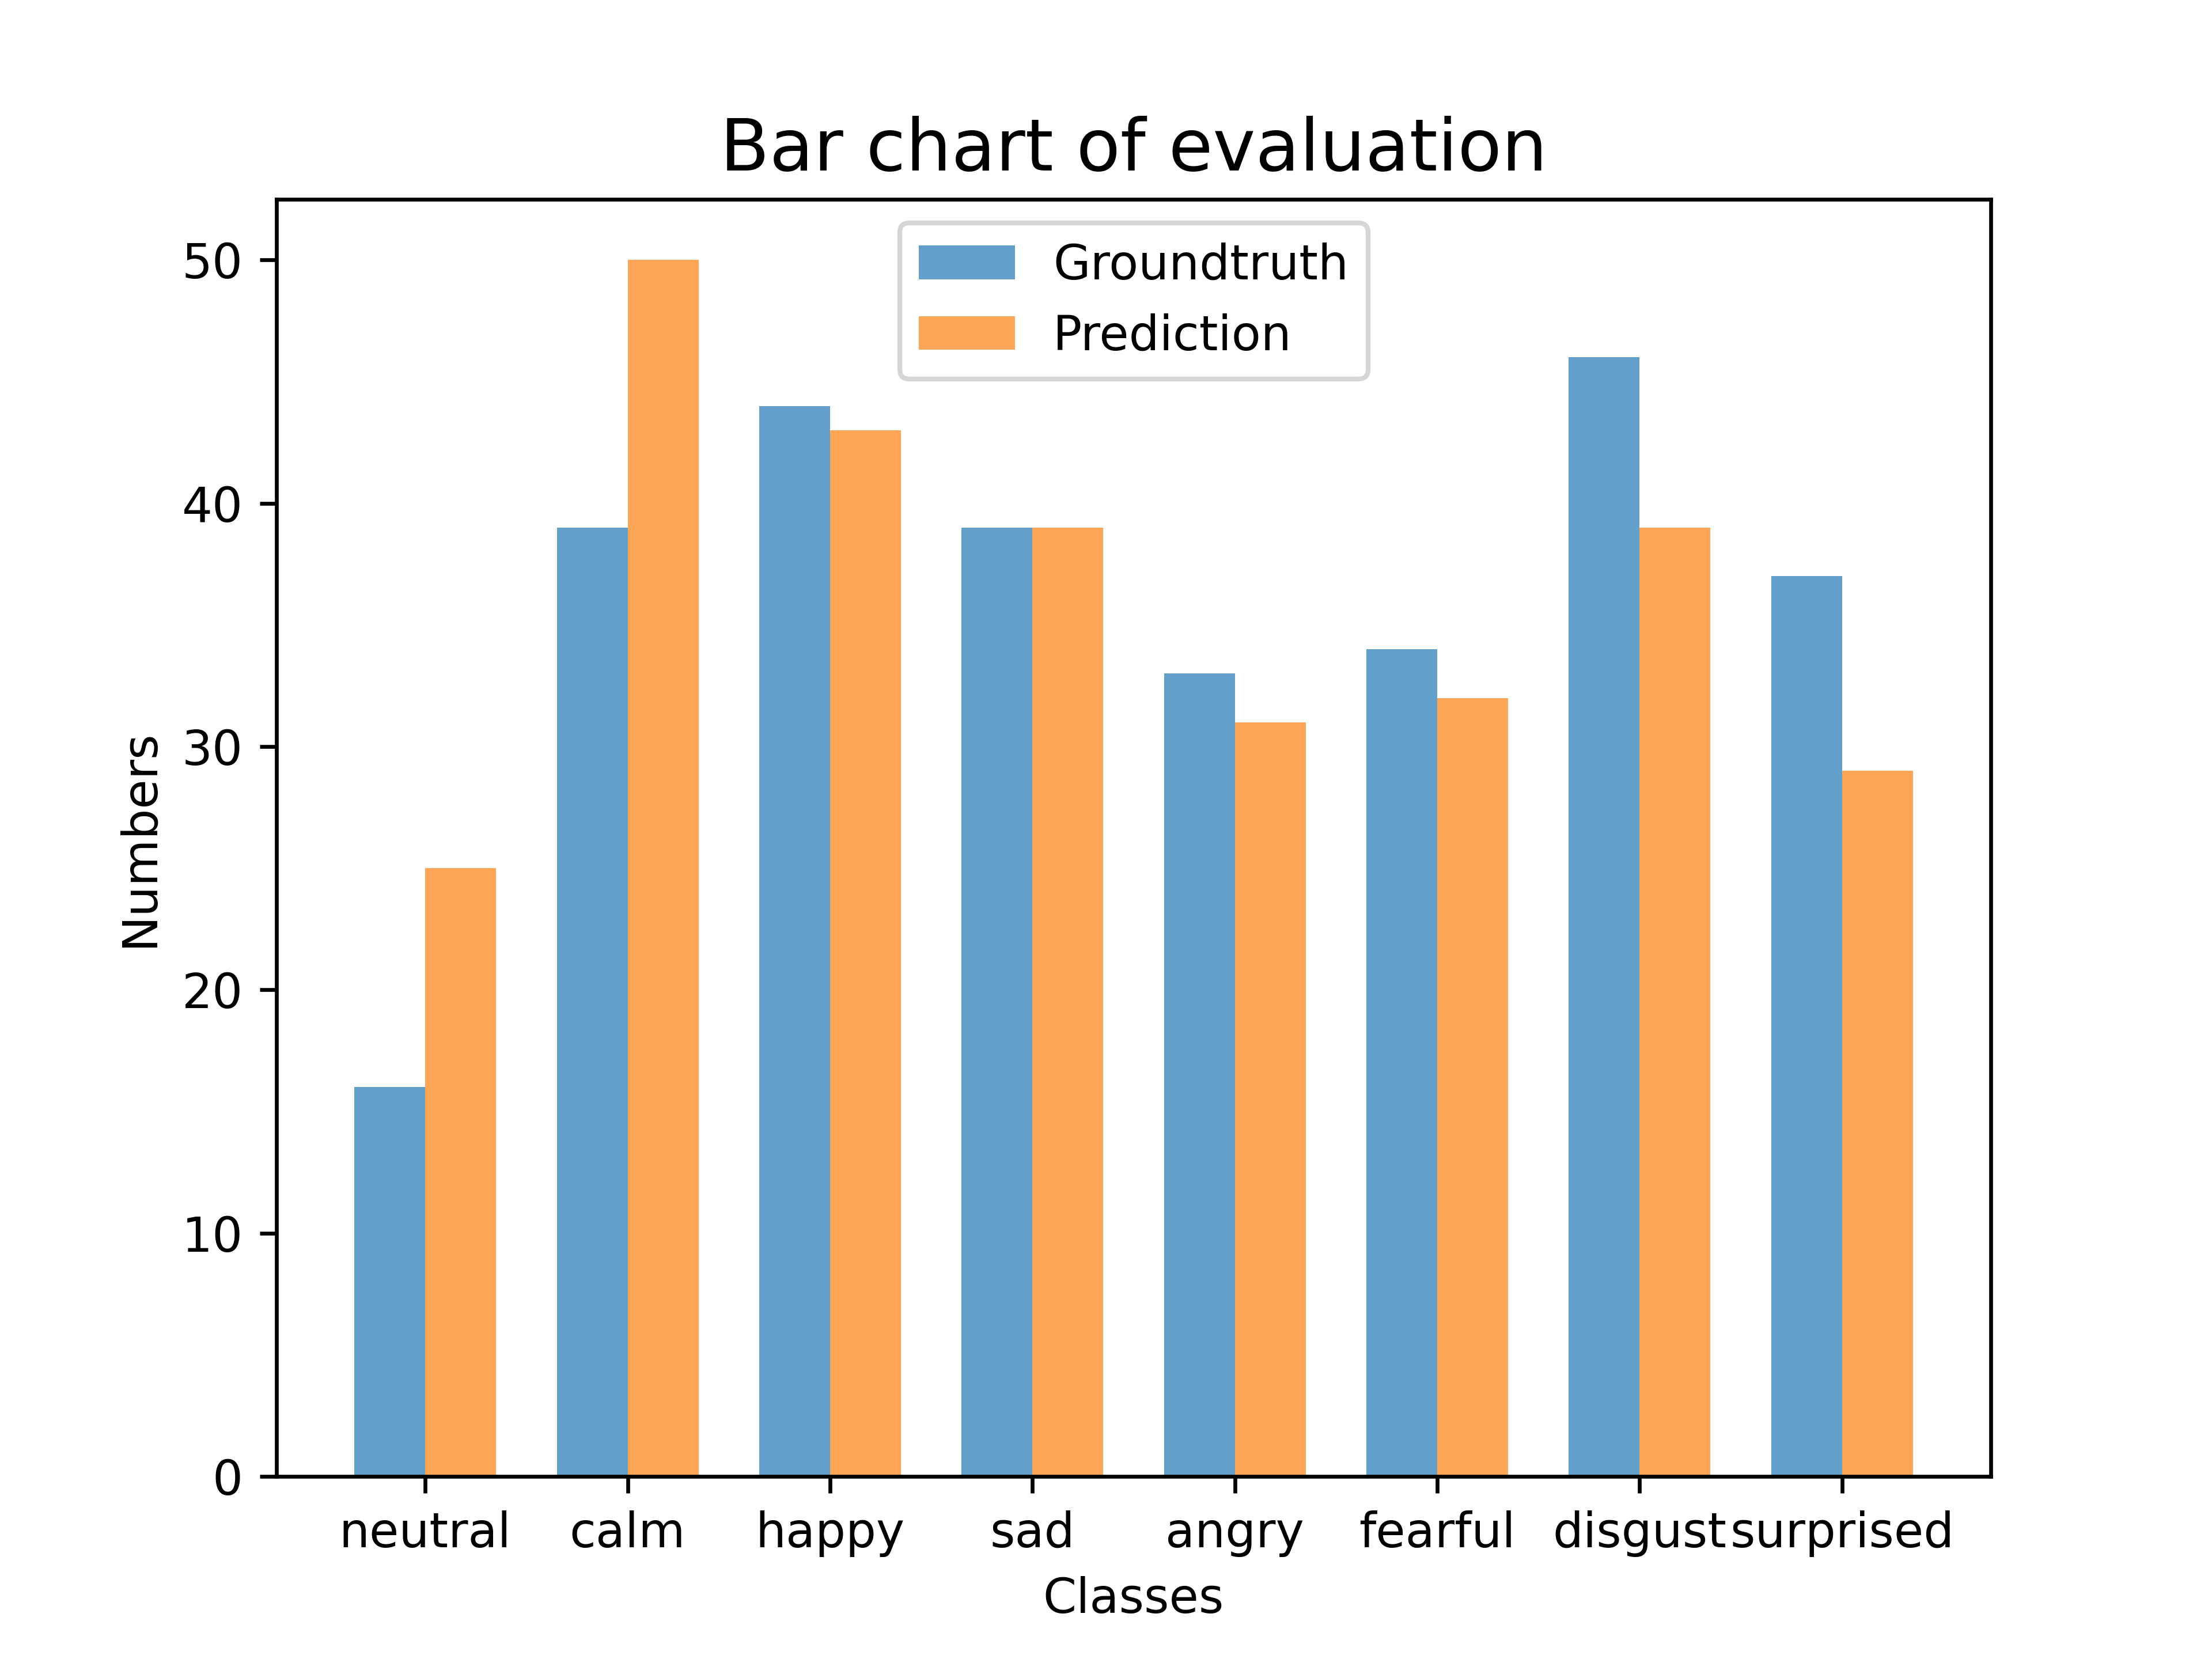 Bar chart of evaluation
Groundtruth
Prediction
50
40
30
20
10
0
Numbers
neutral calm happy sad angry fearful disgust surprised
Classes